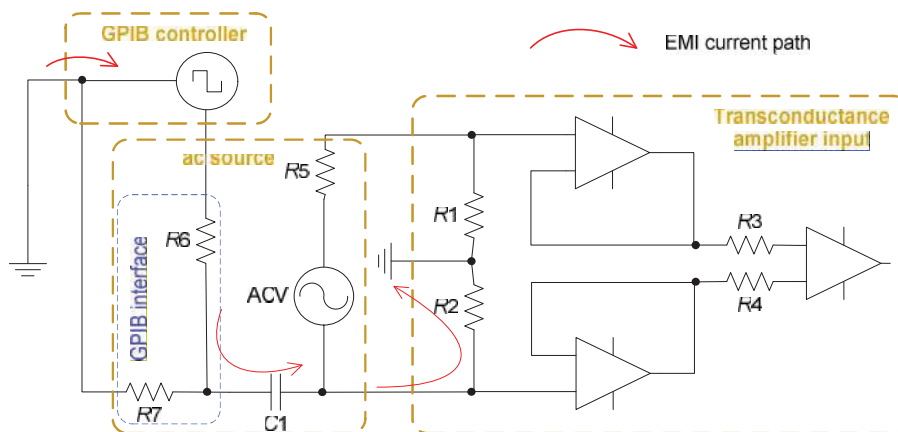 GPIB controller
EMI current path
Transconductance
amplifier input
ac source
R5
R1
R3
R6
GPIB interface
ACV
R2
R4
R7
C1